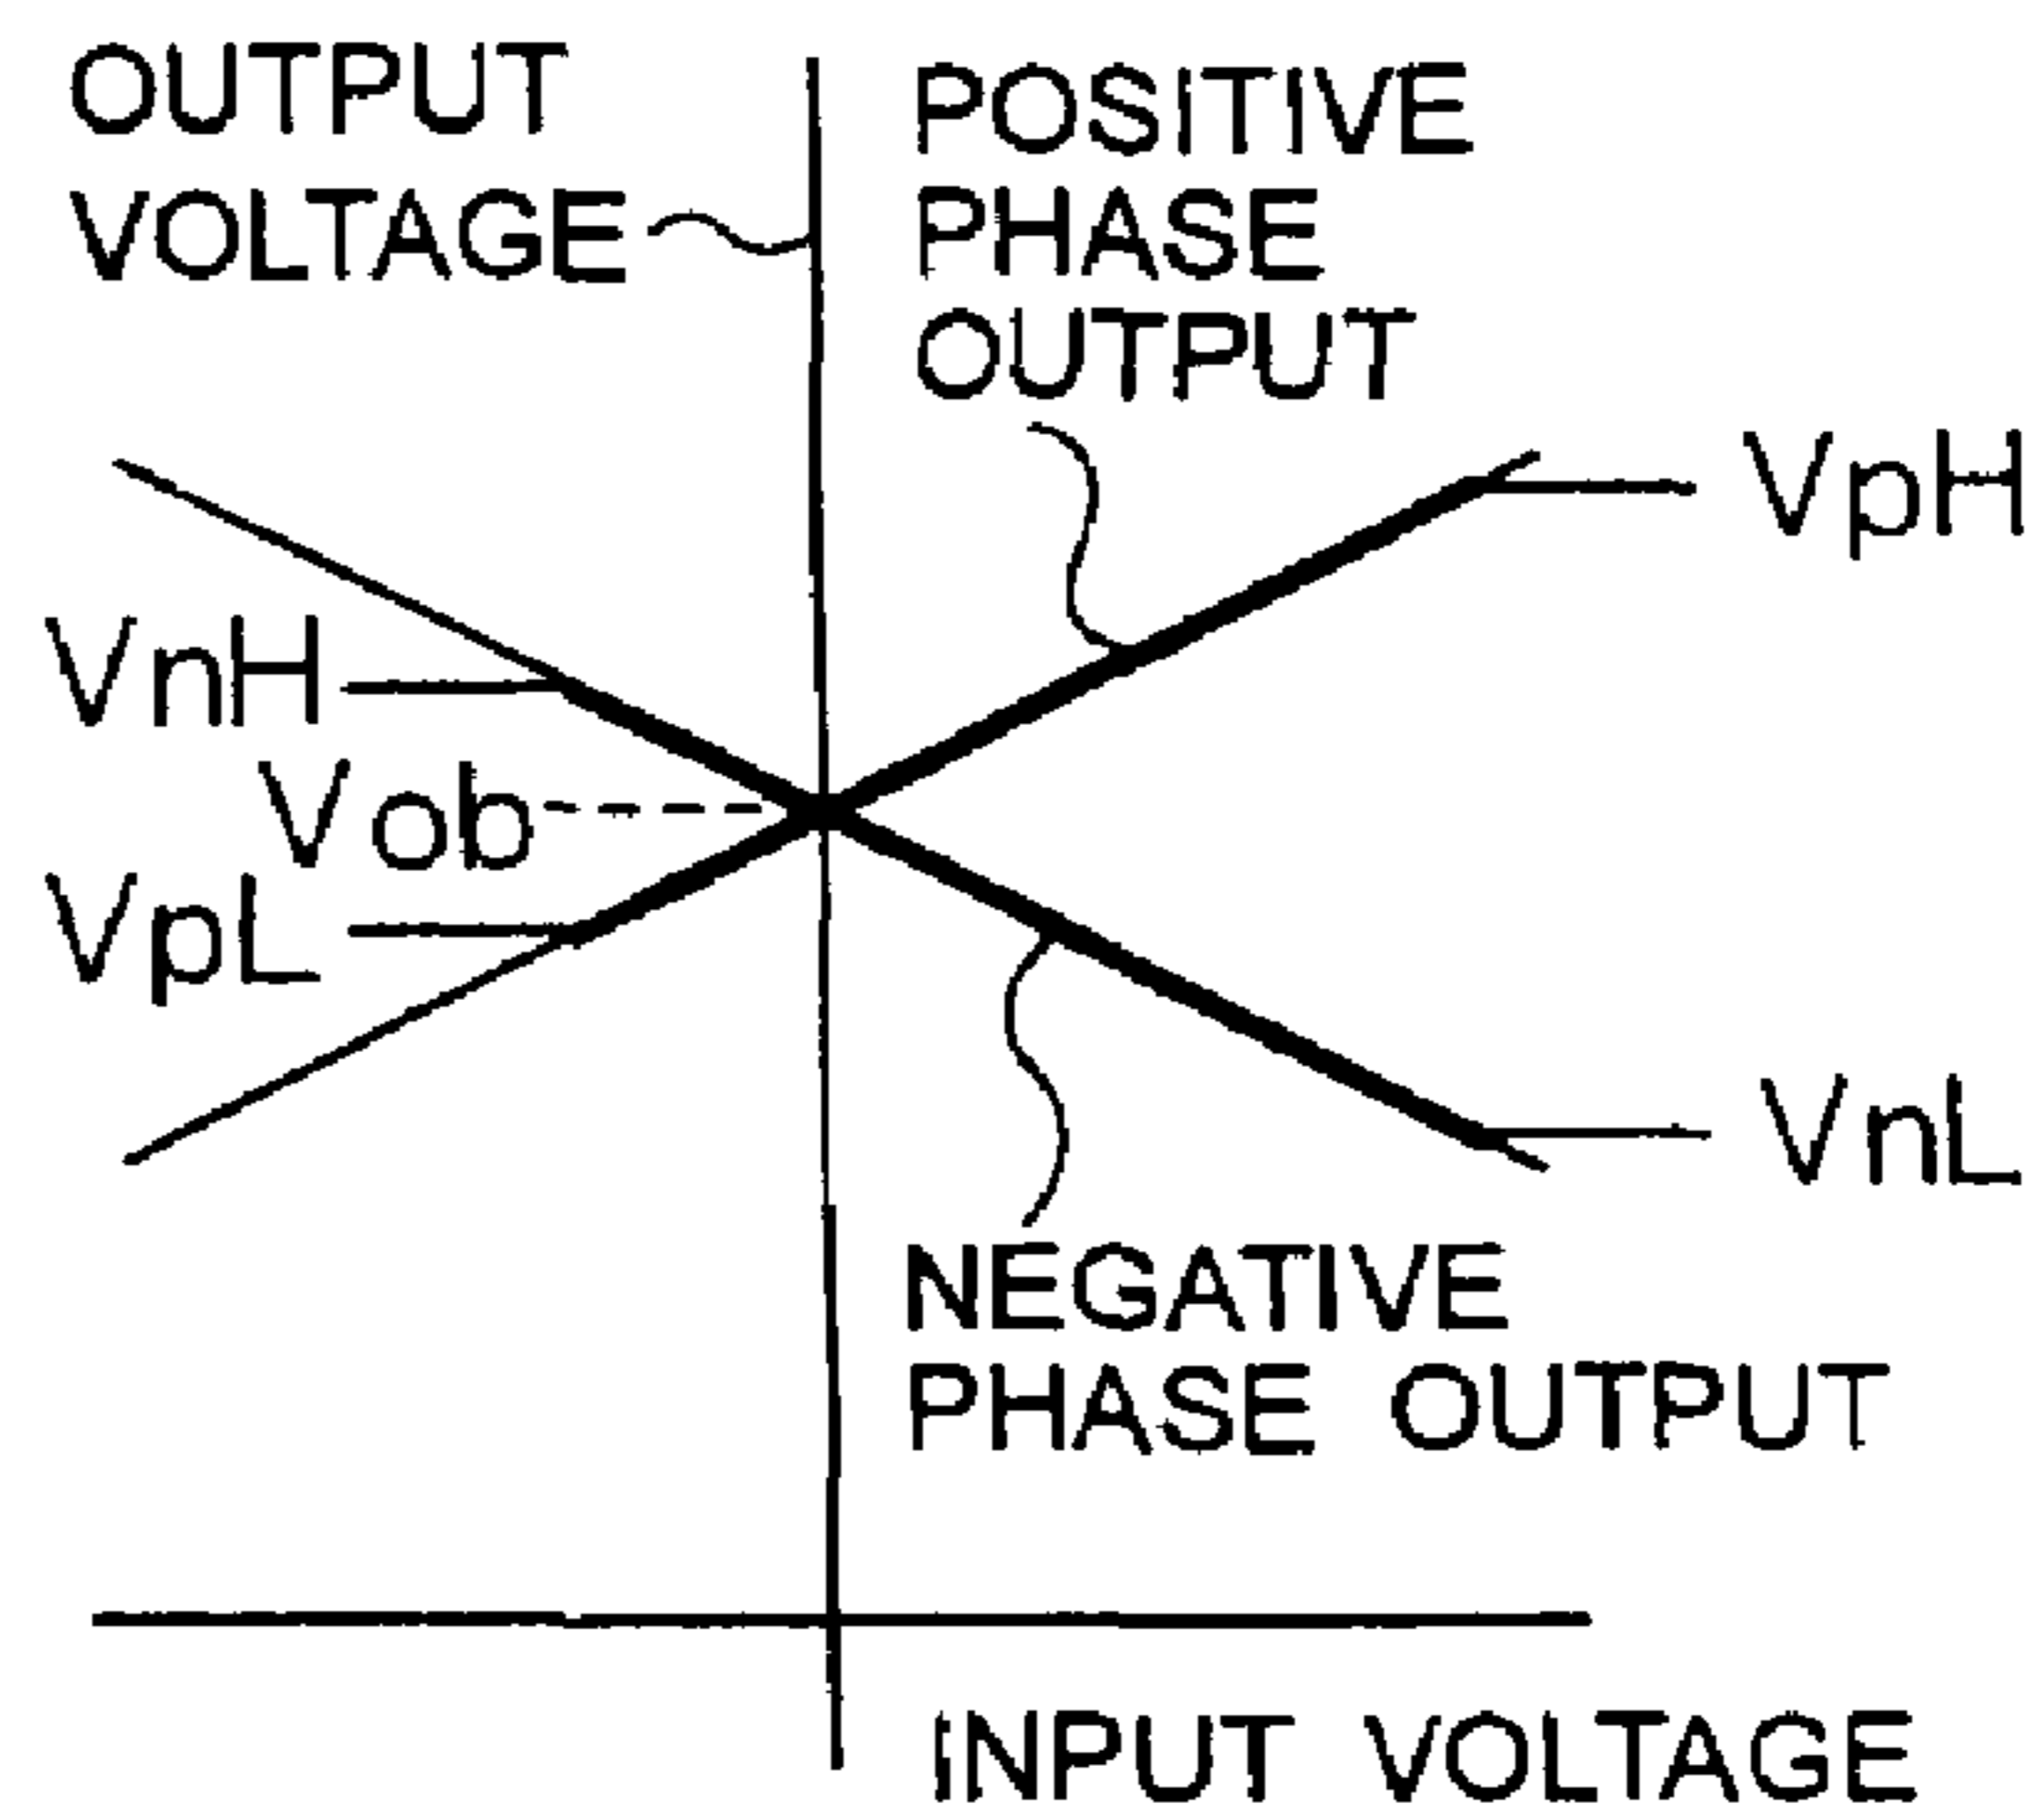 OUTPUT
VOLTAGE
POSITIVE
PHASE
OUTPUT
VpH
VnH
Vob
VpL
VnL
NEGATIVE
PHASE OUTPUT
INPUT VOLTAGE